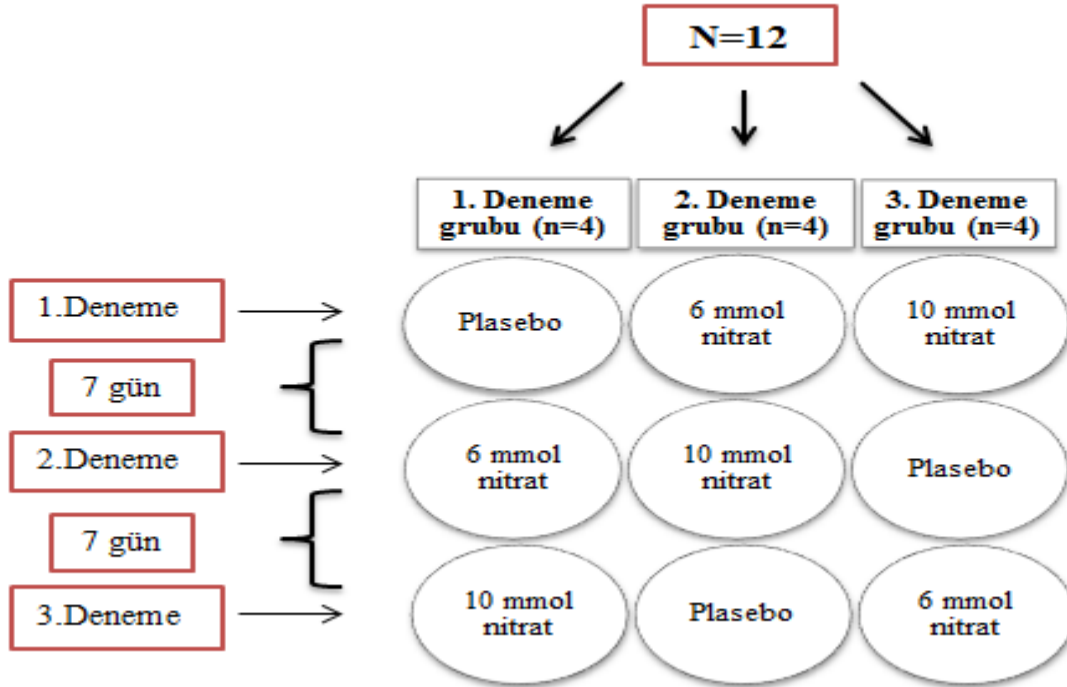 N=12
1. Deneme
grubu (n=4)
2. Deneme
grubu (n=4)
3. Deneme
grubu (n=4)
1.Deneme
Plasebo
6 mmol
nitrat
10 mmol
nitrat
7 gün
2.Deneme
6 mmol
nitrat
10 mmol
nitrat
Plasebo
7 gün
3.Deneme
10 mmol
nitrat
Plasebo
6 mmol
nitrat